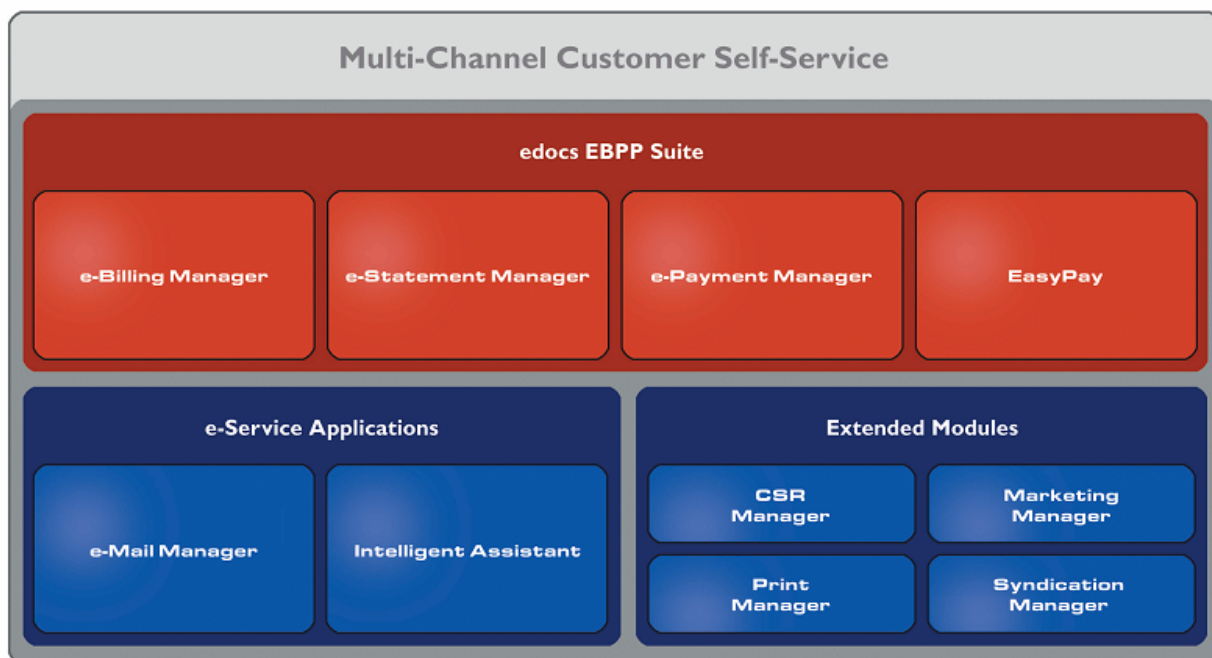 Multi-Channel Customer Self-Service
edocs EBPP Suite
e-Billing Manager
e-Statement Manager
e-Payment Manager
EasyPay
e-Service Applications
e-Mail Manager
Intelligent Assistant
Extended Modules
CSR
Manager
Marketing
Manager
Print
Manager
Syndication
Manager